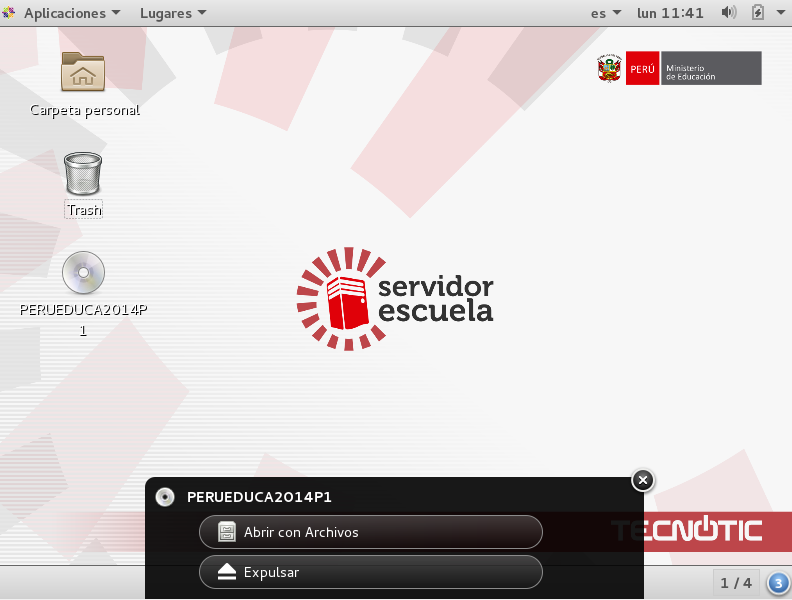 Aplicaciones
Lugares
es
lun 11:41
Carpeta personal
PERÚ
Ministerio
de Educación
Trash
PERUEDUCA2014P
1
servidor
escuela
PERUEDUCA2014P1
Abrir con Archivos
Expulsar
TECNOTIC
1 / 4
3